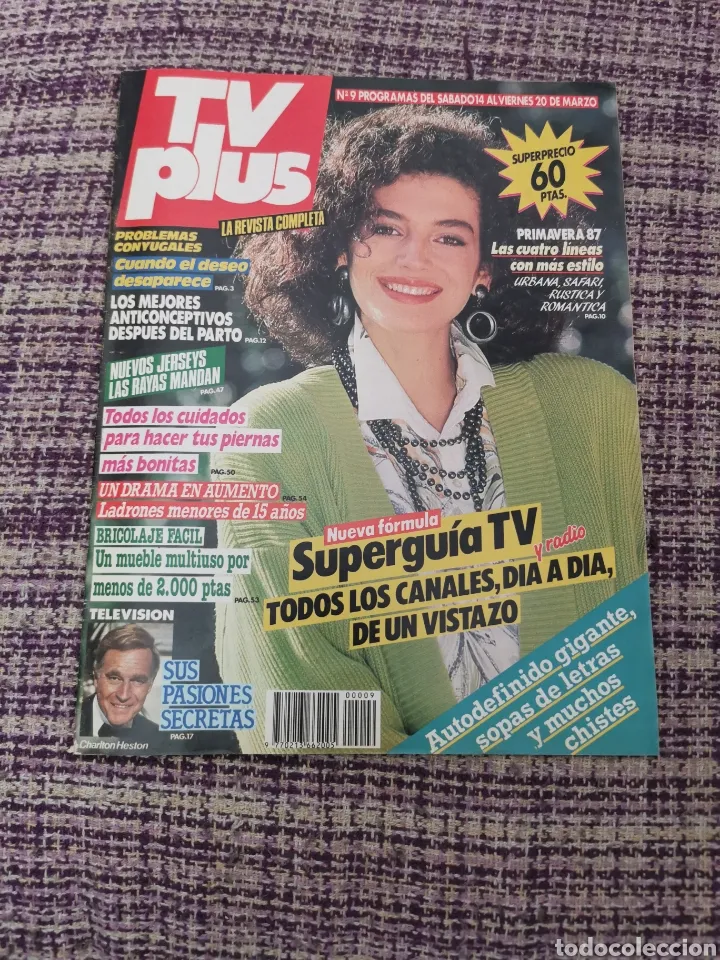 TV
plus
LA REVISTA COMPLETA
Nº 9 PROGRAMAS DEL SABADO 14 AL VIERNES 20 DE MARZO
SUPERPRECIO
60
PTAS.
PROBLEMAS
CONYUGALES
Cuando el deseo
desaparece PAG.3
LOS MEJORES
ANTICONCEPTIVOS
DESPUES DEL PARTO PAG.12
NUEVOS JERSEYS
LAS RAYAS MANDAN
PAG.47
Todos los cuidados
para hacer tus piernas
más bonitas PAG.50
UN DRAMA EN AUMENTO PAG.54
Ladrones menores de 15 años
BRICOLAJE FACIL
Un mueble multiuso por
menos de 2.000 ptas PAG.53
TELEVISION
SUS
PASIONES
SECRETAS
PAG.17
Charlton Heston
PRIMAVERA 87
Las cuatro líneas
con más estilo
URBANA, SAFARI,
RUSTICA Y
ROMANTICA
PAG.10
Nueva fórmula
Superguía TV
y radio
TODOS LOS CANALES, DIA A DIA,
DE UN VISTAZO
00009
9 770213 662005
Autodefinido gigante,
sopas de letras
y muchos
chistes
todocoleccion